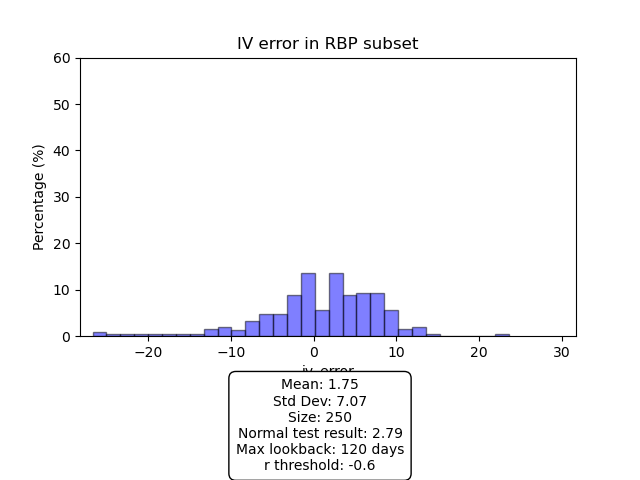 IV error in RBP subset
60
50
40
30
20
10
0
Percentage (%)
−20 −10 0 10 20 30
iv_error
Mean: 1.75
Std Dev: 7.07
Size: 250
Normal test result: 2.79
Max lookback: 120 days
r threshold: -0.6